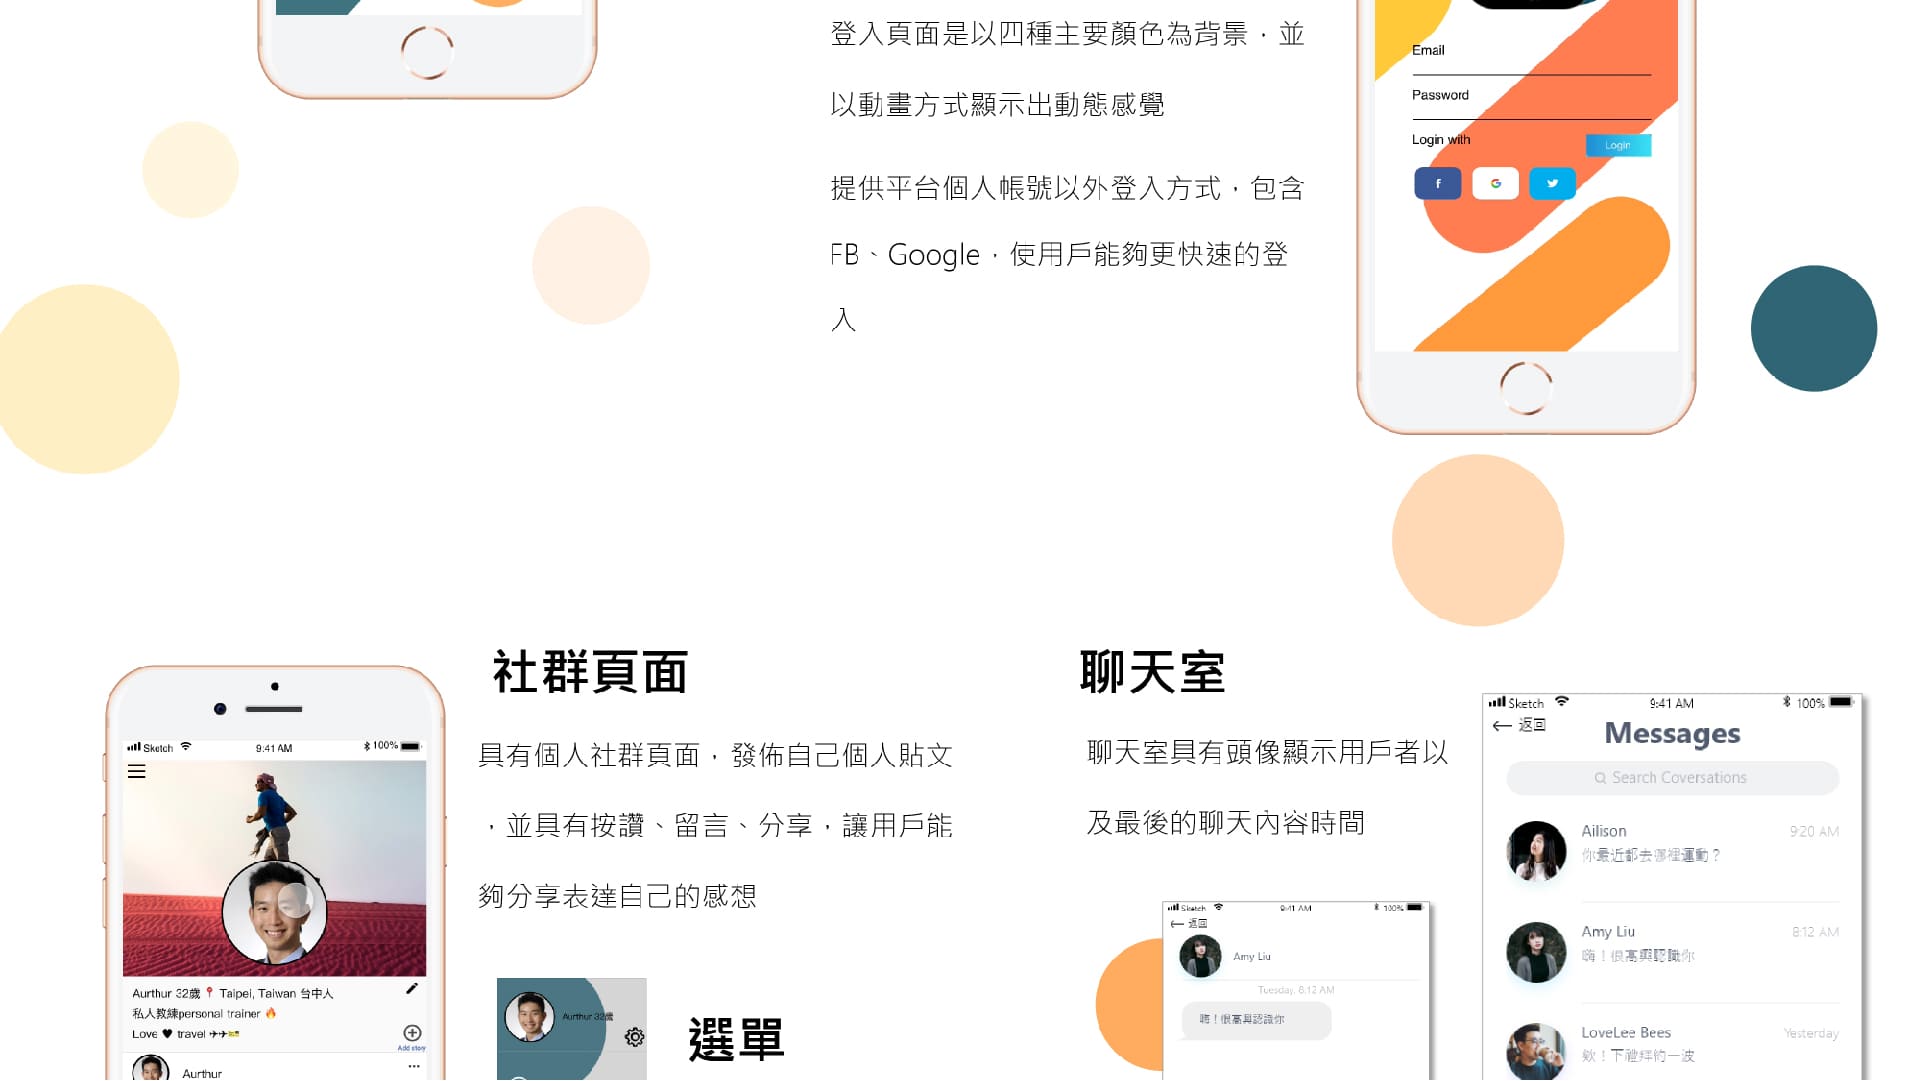 登入頁面是以四種主要顏色為背景，並
以動畫方式顯示出動態感覺
提供平台個人帳號以外登入方式，包含
FB、Google，使用戶能夠更快速的登
入
Email
Password
Login with
Login
f
G
社群頁面
具有個人社群頁面，發佈自己個人貼文
，並具有按讚、留言、分享，讓用戶能
夠分享表達自己的感想
Sketch
9:41 AM
100%
Aurthur 32歲 📍 Taipei, Taiwan 台中人
私人教練personal trainer 🔥
Love ♥ travel ✈✈🎫
Add story
Aurthur
Aurthur 32歲
選單
聊天室
聊天室具有頭像顯示用戶者以
及最後的聊天內容時間
Sketch
9:41 AM
100%
← 返回
Amy Liu
Tuesday, 8:12 AM
嗨！很高興認識你
Sketch
9:41 AM
100%
← 返回
Messages
Search Coversations
Ailison
9:20 AM
你最近都去哪裡運動？
Amy Liu
8:12 AM
嗨！很高興認識你
LoveLee Bees
Yesterday
欸！下禮拜約一波